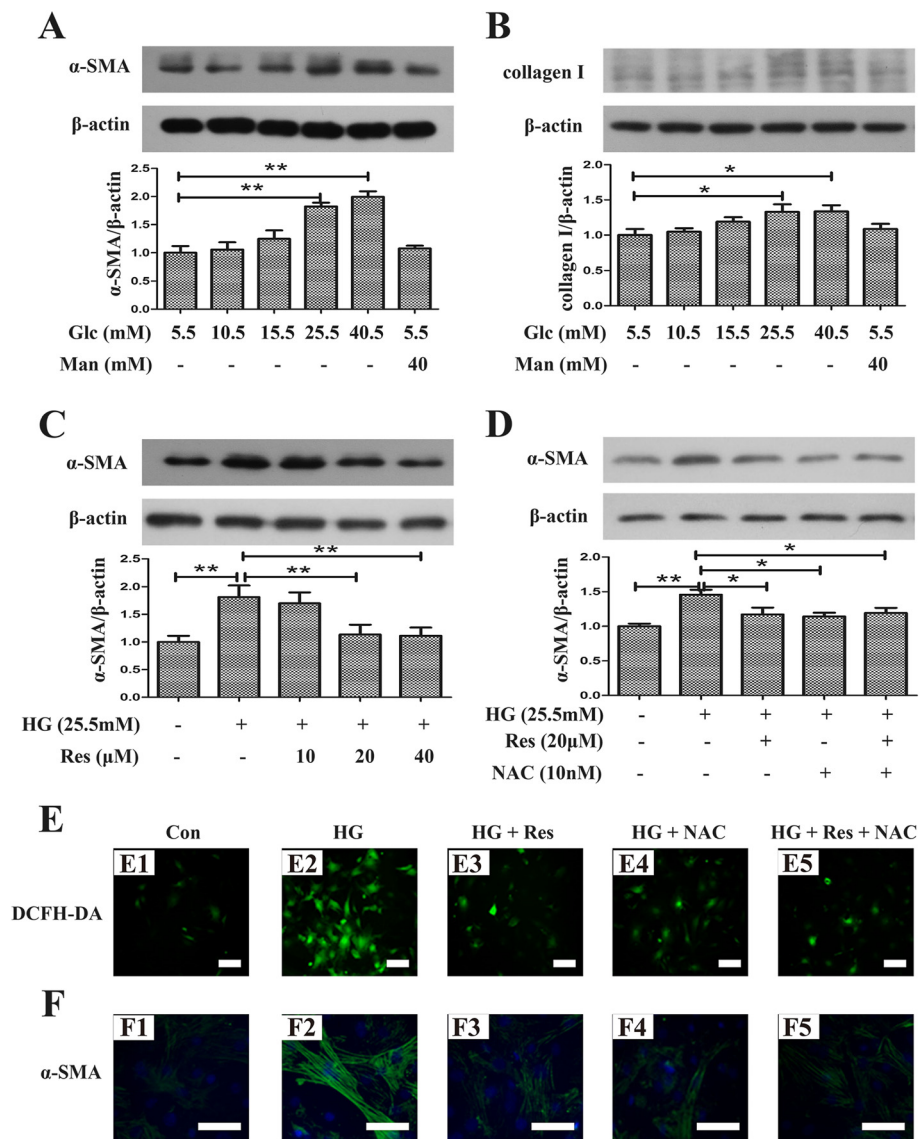 A
α-SMA
β-actin
α-SMA/β-actin
2.5
2.0
1.5
1.0
0.5
0.0
**
**
Glc (mM) 5.5 10.5 15.5 25.5 40.5 5.5
Man (mM) - - - - - 40
B
collagen I
β-actin
collagen I/β-actin
2.0
1.5
1.0
0.5
0.0
*
*
Glc (mM) 5.5 10.5 15.5 25.5 40.5 5.5
Man (mM) - - - - - 40
C
α-SMA
β-actin
α-SMA/β-actin
2.5
2.0
1.5
1.0
0.5
0.0
**
** **
HG (25.5mM) - + + + +
Res (μM) - - 10 20 40
D
α-SMA
β-actin
α-SMA/β-actin
2.0
1.5
1.0
0.5
0.0
*
*
** *
HG (25.5mM) - + + + +
Res (20μM) - - + - +
NAC (10nM) - - - + +
E
Con HG HG + Res HG + NAC HG + Res + NAC
DCFH-DA
E1 E2 E3 E4 E5
F
α-SMA
F1 F2 F3 F4 F5